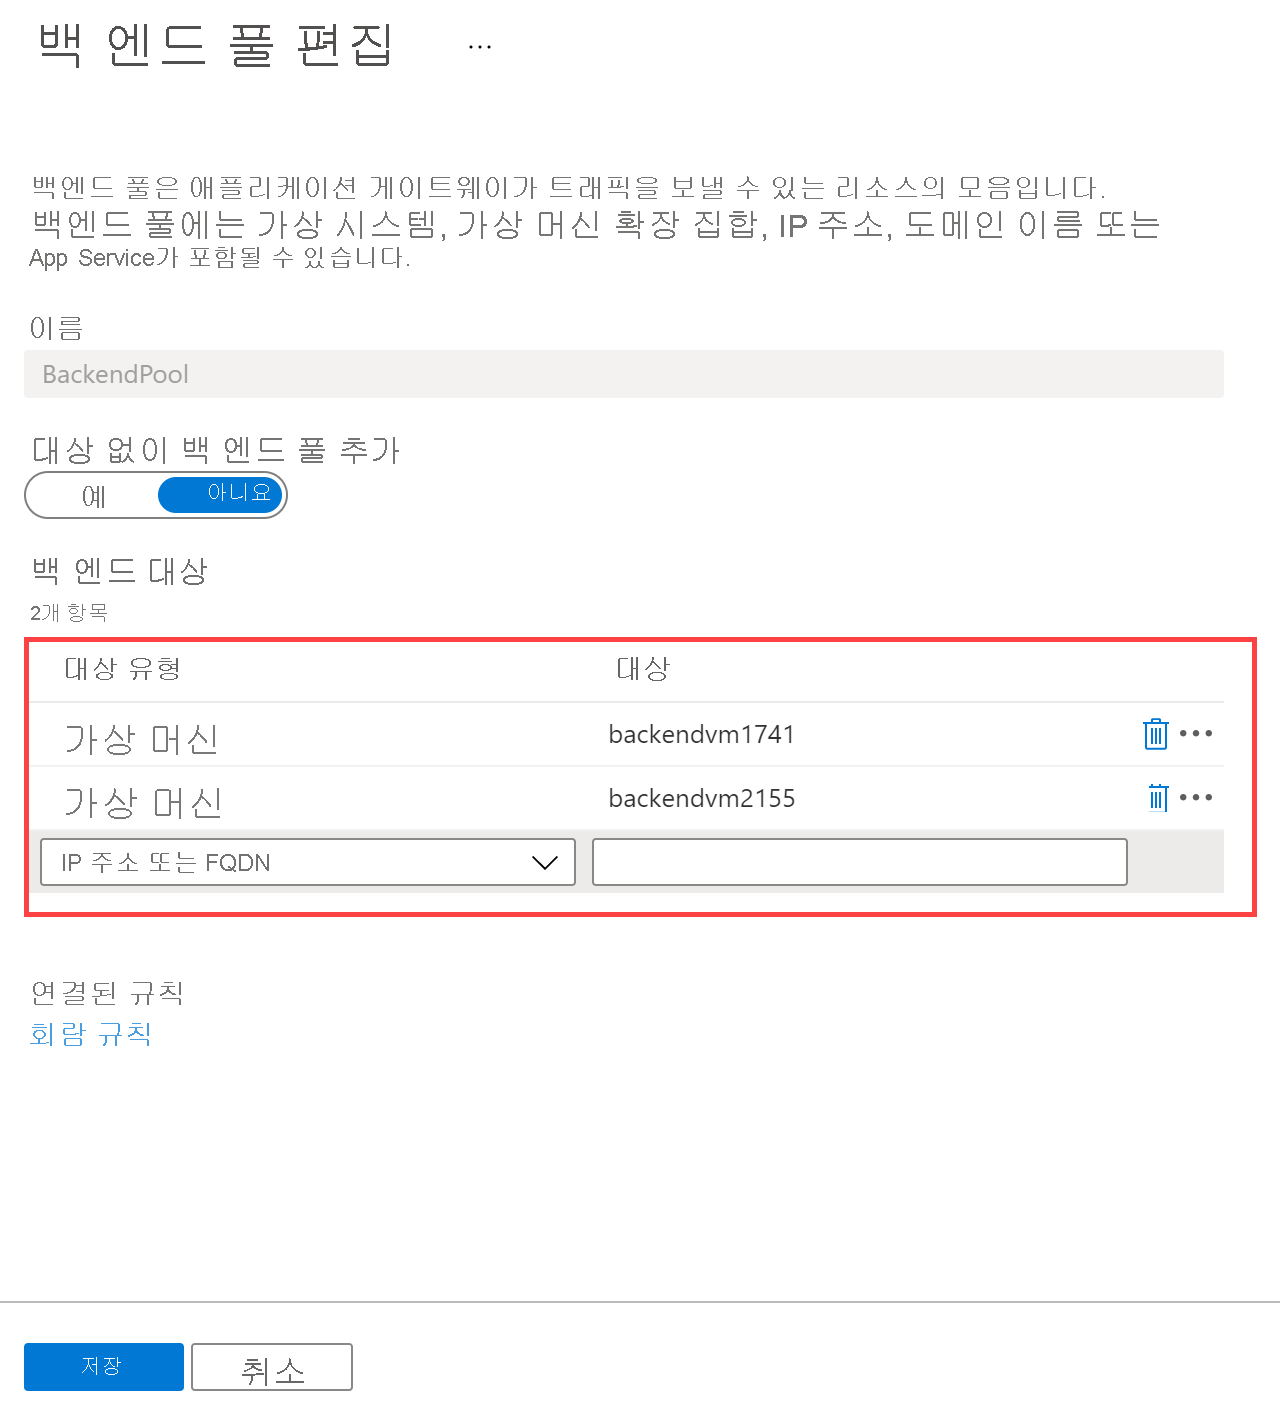 백 엔드 풀 편집 ...
백엔드 풀은 애플리케이션 게이트웨이가 트래픽을 보낼 수 있는 리소스의 모음입니다.
백엔드 풀에는 가상 시스템, 가상 머신 확장 집합, IP 주소, 도메인 이름 또는
App Service가 포함될 수 있습니다.
이름
BackendPool
대상 없이 백 엔드 풀 추가
예 아니요
백 엔드 대상
2개 항목
대상 유형 대상
가상 머신 backendvm1741
가상 머신 backendvm2155
IP 주소 또는 FQDN
연결된 규칙
회람 규칙
저장 취소